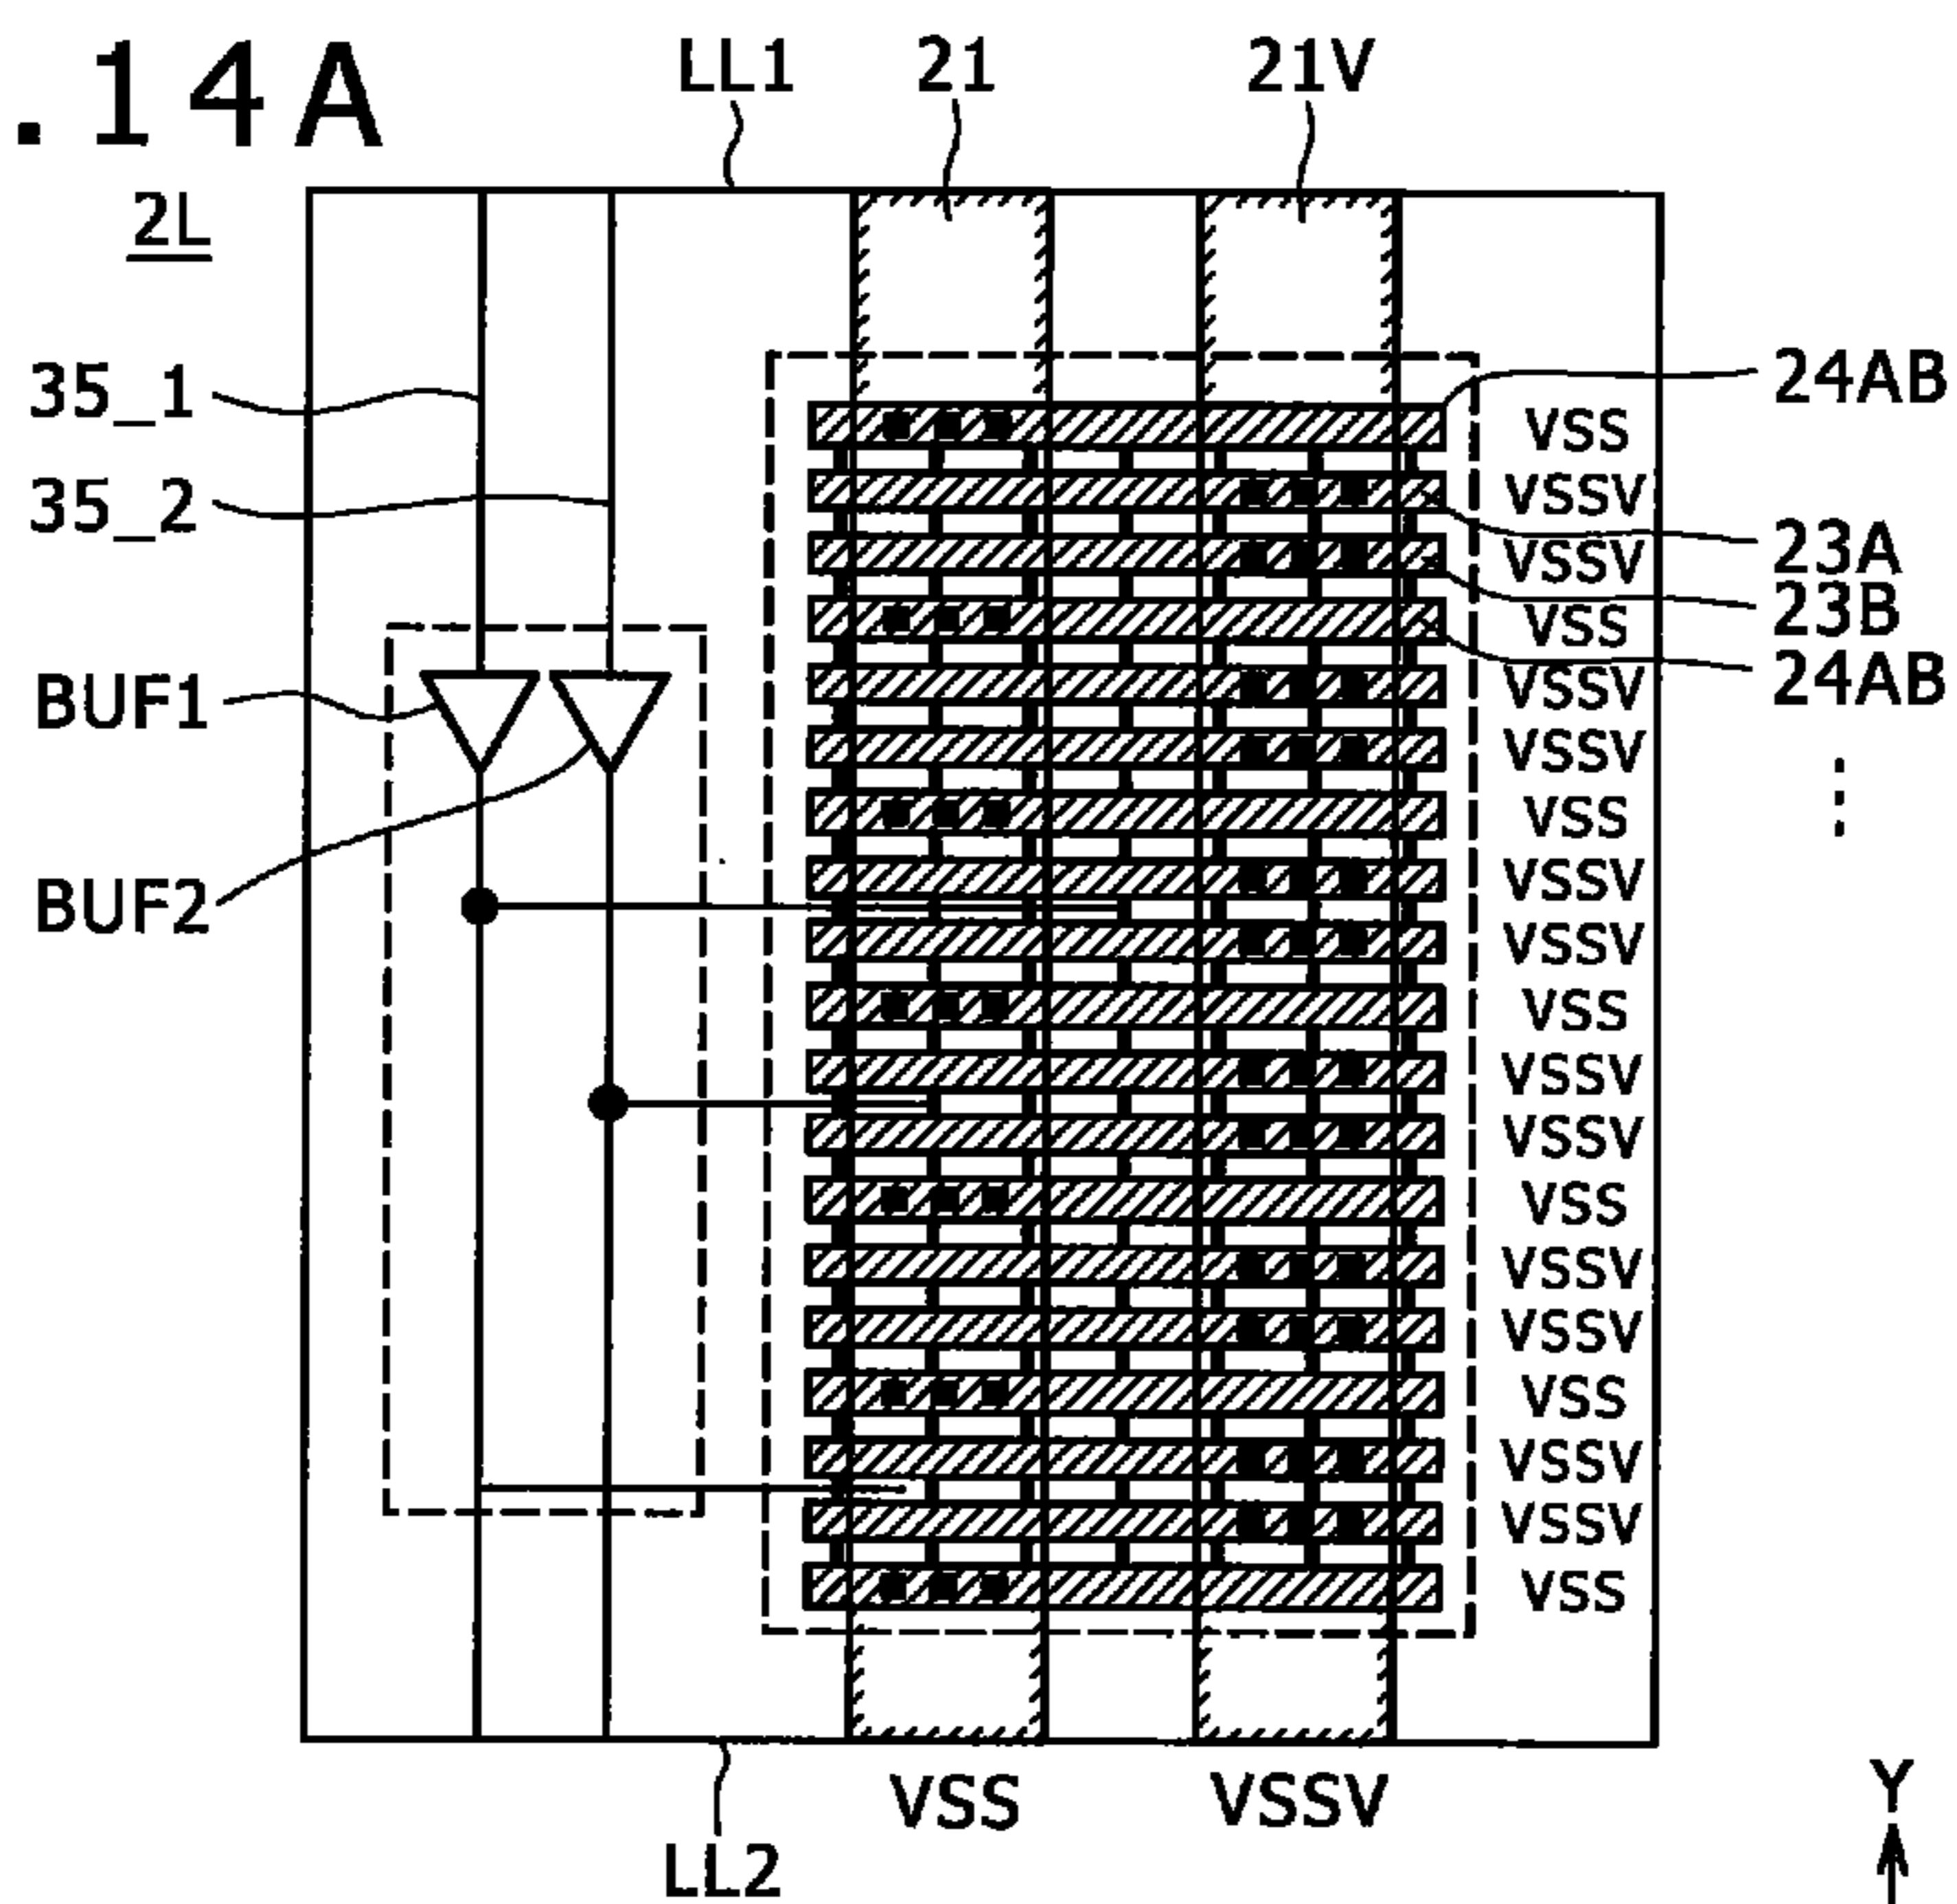 .14A
LL1 21 21V
2L
35_1
24AB
VSS
VSSV
35_2
23A
VSSV
23B
VSS
24AB
VSSV
BUF1
VSSV
⋮
VSS
VSSV
BUF2
VSSV
VSS
VSSV
VSSV
VSS
VSSV
VSSV
VSS
VSSV
VSSV
VSS
VSS VSSV
Y
LL2